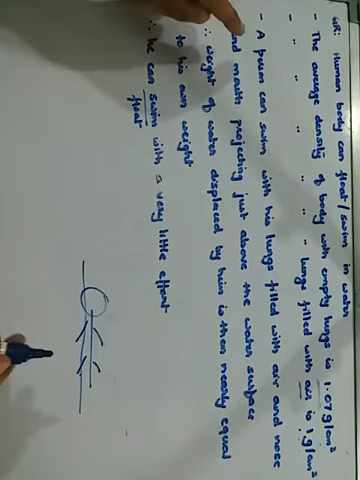 GR: Human body can float/swim in water
- The average density of body with empty lungs is 1.07g/cm³
- " " " " " lungs filled with air is 1g/cm³
- A person can swim with his lungs filled with air and nose
and mouth projecting just above the water surface
∴ weight of water displaced by him is then nearly equal
to his own weight
∴ he can swim with a very little effort
float